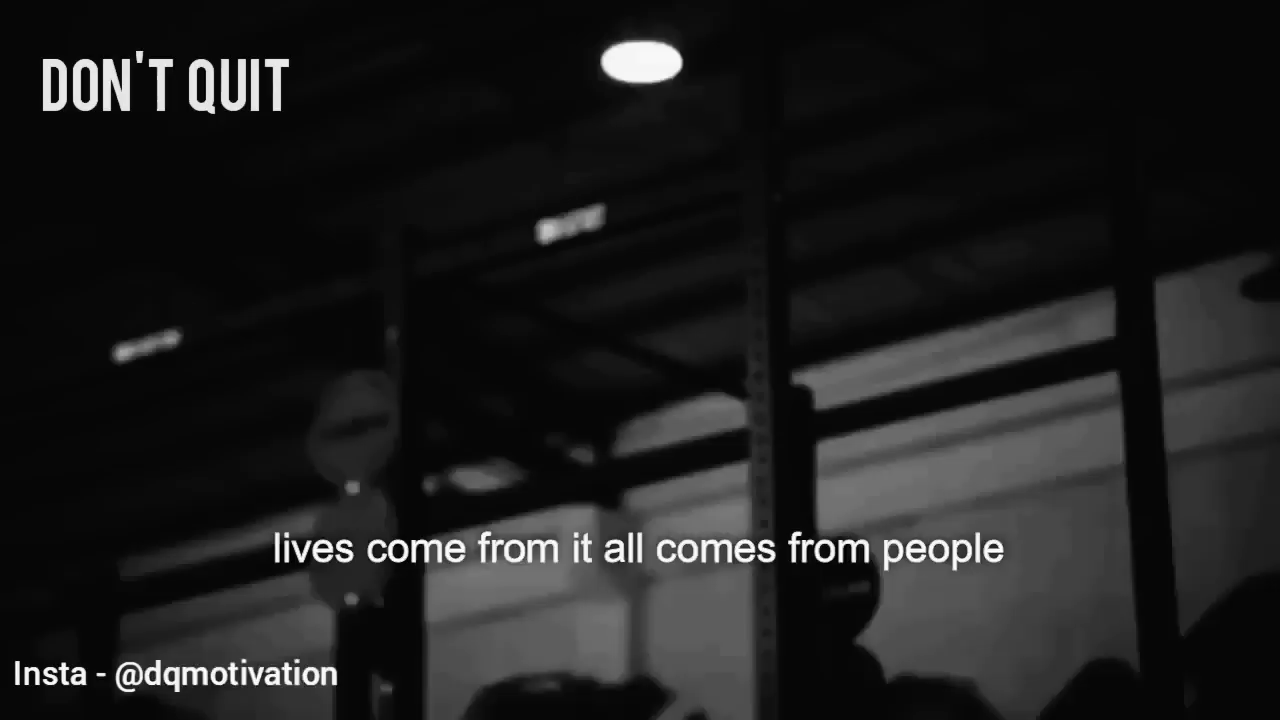 DON'T QUIT
lives come from it all comes from people
Insta - @dqmotivation